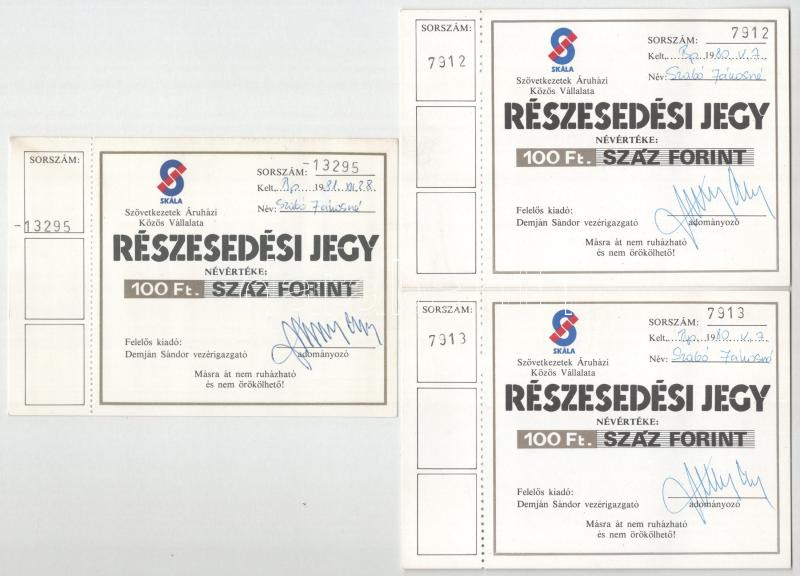 SORSZÁM:
-13295
SKÁLA
Szövetkezetek Áruházi
Közös Vállalata
SORSZÁM: -13295
Kelt, Bp. 1981. XII. 28.
Név: Szabó Jánosné
RÉSZESEDÉSI JEGY
NÉVÉRTÉKE:
100 Ft. SZÁZ FORINT
Felelős kiadó:
Demján Sándor vezérigazgató
adományozó
Másra át nem ruházható
és nem örökölhető!
SORSZÁM:
7912
SKÁLA
Szövetkezetek Áruházi
Közös Vállalata
SORSZÁM: 7912
Kelt, Bp. 1980. V. 7.
Név: Szabó Jánosné
RÉSZESEDÉSI JEGY
NÉVÉRTÉKE:
100 Ft. SZÁZ FORINT
Felelős kiadó:
Demján Sándor vezérigazgató
adományozó
Másra át nem ruházható
és nem örökölhető!
SORSZÁM:
7913
SKÁLA
Szövetkezetek Áruházi
Közös Vállalata
SORSZÁM: 7913
Kelt, Bp. 1980. V. 7.
Név: Szabó Jánosné
RÉSZESEDÉSI JEGY
NÉVÉRTÉKE:
100 Ft. SZÁZ FORINT
Felelős kiadó:
Demján Sándor vezérigazgató
adományozó
Másra át nem ruházható
és nem örökölhető!